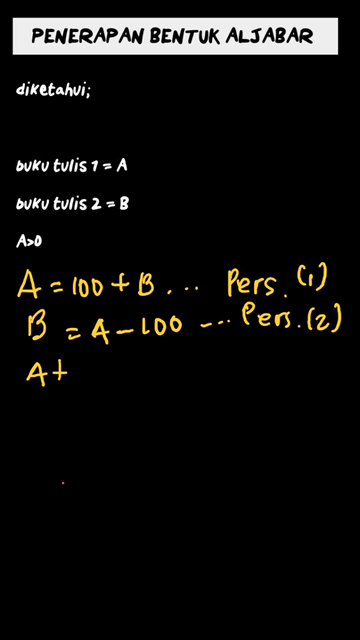 PENERAPAN BENTUK ALJABAR
diketahui;
buku tulis 1 = A
buku tulis 2 = B
A>0
A = 100 + B ... Pers. (1)
B = A - 100 ... Pers. (2)
A +